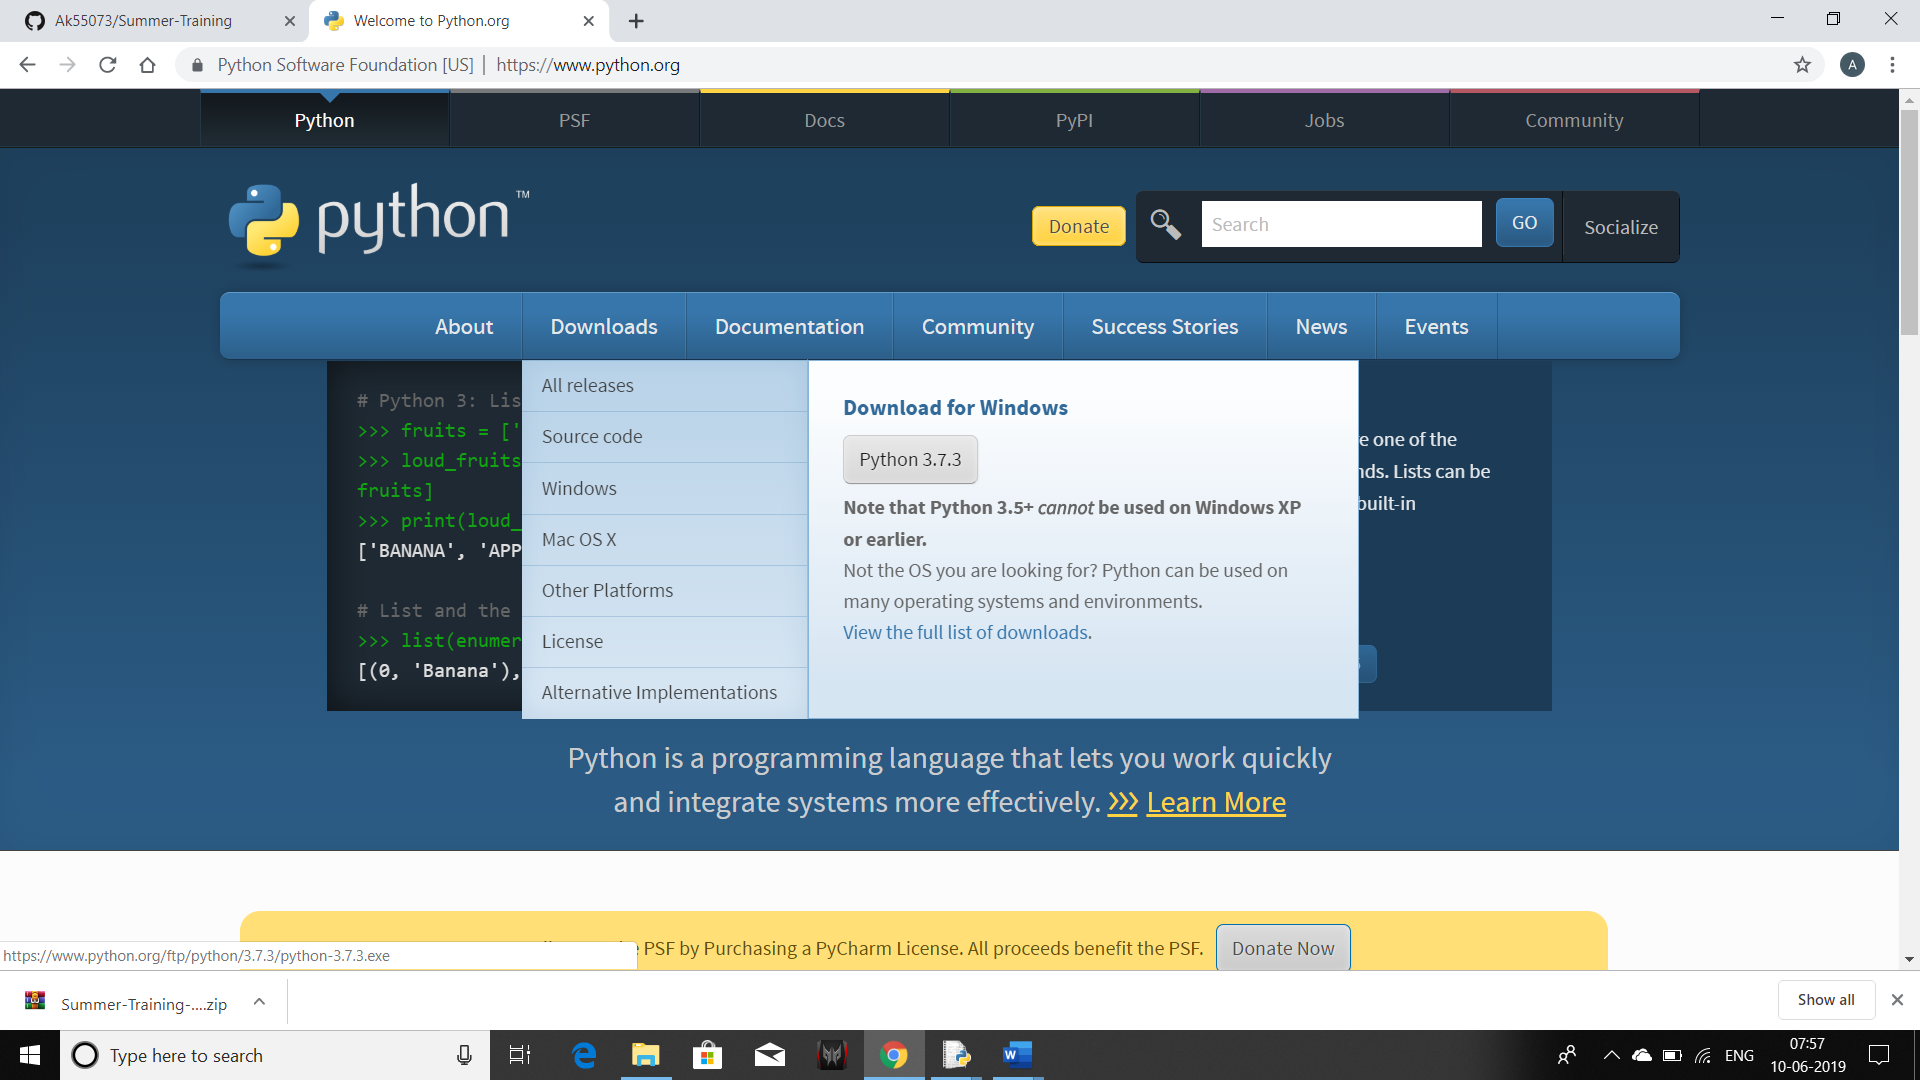 Ak55073/Summer-Training
Welcome to Python.org
Python Software Foundation [US] | https://www.python.org
A
Python
PSF
Docs
PyPI
Jobs
Community
python™
Donate
Search
GO
Socialize
About
Downloads
Documentation
Community
Success Stories
News
Events
# Python 3: Lis
>>> fruits = ['
>>> loud_fruits
fruits]
>>> print(loud_
['BANANA', 'APP
# List and the
>>> list(enumer
[(0, 'Banana'),
All releases
Source code
Windows
Mac OS X
Other Platforms
License
Alternative Implementations
Download for Windows
Python 3.7.3
Note that Python 3.5+ cannot be used on Windows XP
or earlier.
Not the OS you are looking for? Python can be used on
many operating systems and environments.
View the full list of downloads.
e one of the
nds. Lists can be
built-in
Python is a programming language that lets you work quickly
and integrate systems more effectively. >>> Learn More
PSF by Purchasing a PyCharm License. All proceeds benefit the PSF.
Donate Now
https://www.python.org/ftp/python/3.7.3/python-3.7.3.exe
Summer-Training-....zip
Show all
Type here to search
ENG
07:57
10-06-2019